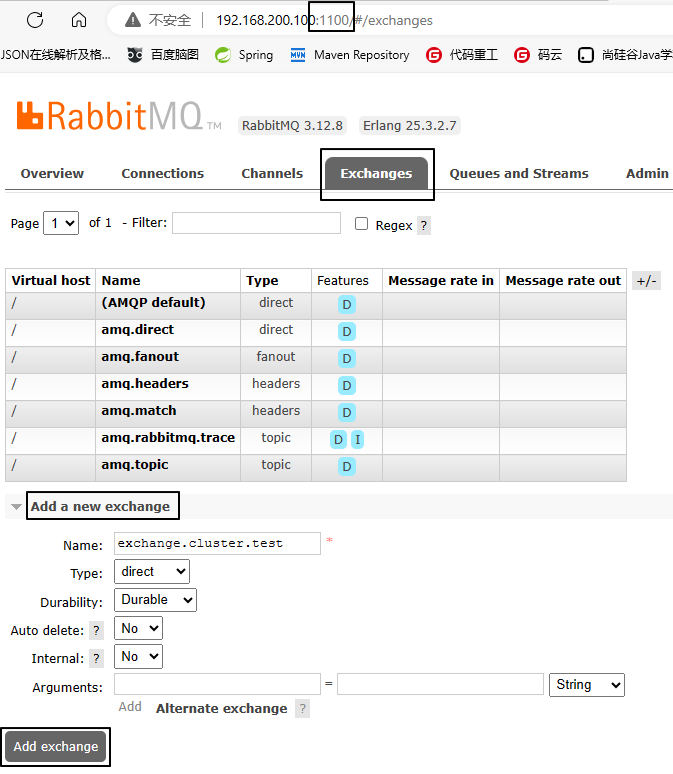 不安全 192.168.200.100:1100/#/exchanges
JSON在线解析及格... 百度脑图 Spring Maven Repository 代码重工 码云 尚硅谷Java学
RabbitMQ TM RabbitMQ 3.12.8 Erlang 25.3.2.7
Overview Connections Channels Exchanges Queues and Streams Admin
Page 1 of 1 - Filter: Regex ?
Virtual host Name Type Features Message rate in Message rate out +/-
/ (AMQP default) direct D
/ amq.direct direct D
/ amq.fanout fanout D
/ amq.headers headers D
/ amq.match headers D
/ amq.rabbitmq.trace topic D I
/ amq.topic topic D
Add a new exchange
Name: exchange.cluster.test *
Type: direct
Durability: Durable
Auto delete: ? No
Internal: ? No
Arguments: = String
Add Alternate exchange ?
Add exchange